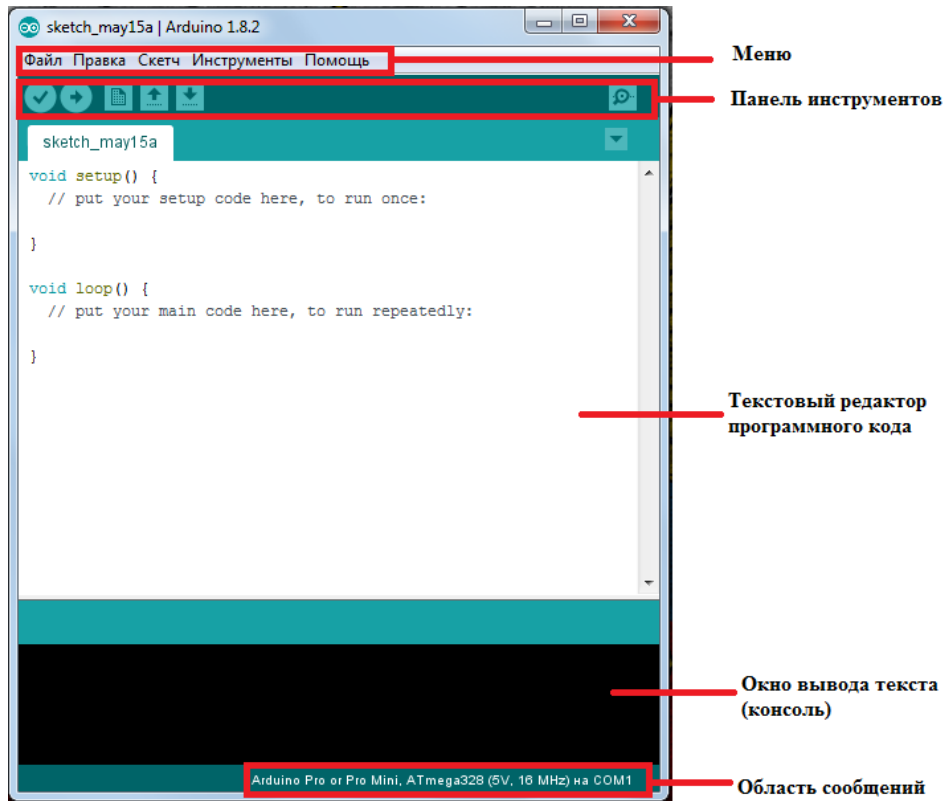 sketch_may15a | Arduino 1.8.2
Файл Правка Скетч Инструменты Помощь
Меню
Панель инструментов
sketch_may15a
void setup() {
  // put your setup code here, to run once:
}
void loop() {
  // put your main code here, to run repeatedly:
}
Текстовый редактор
программного кода
Окно вывода текста
(консоль)
Arduino Pro or Pro Mini, ATmega328 (5V, 16 MHz) на COM1
Область сообщений